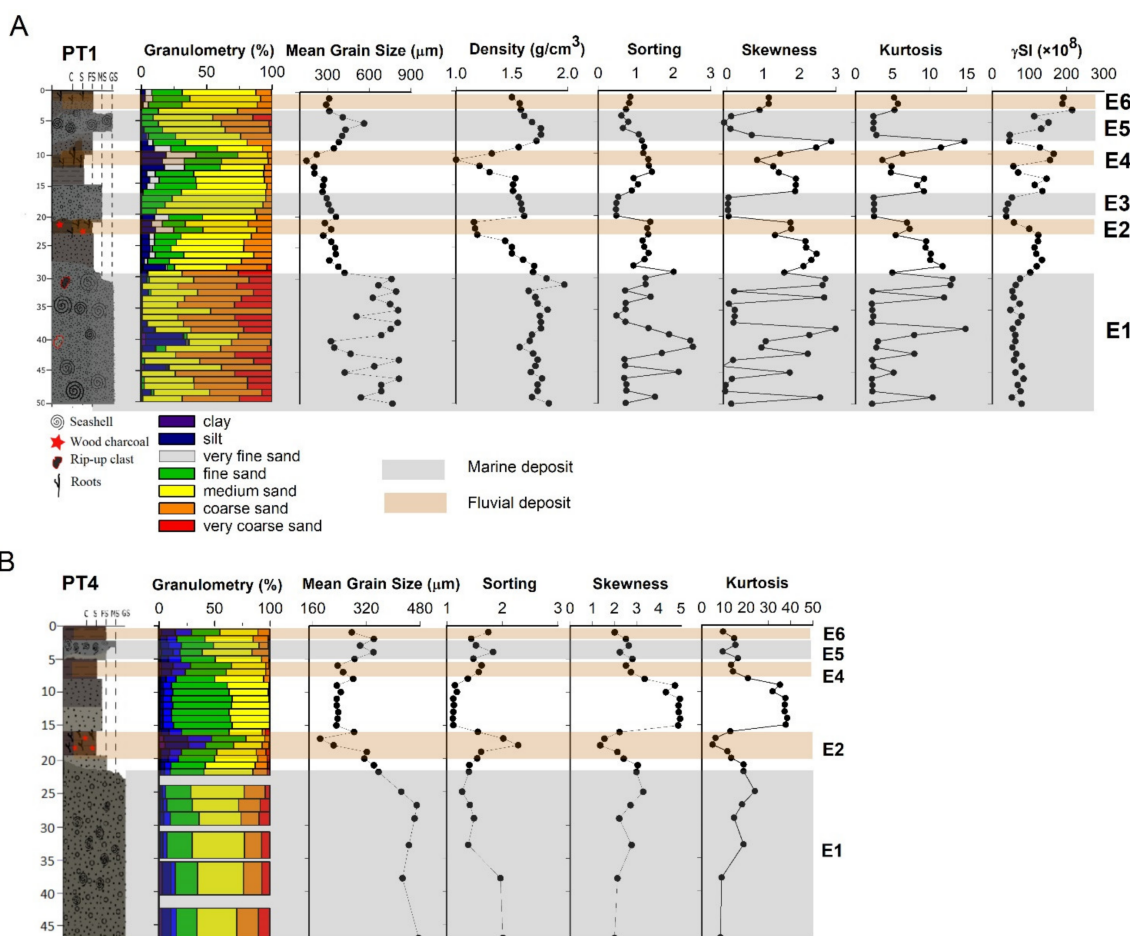 A
PT1 Granulometry (%) Mean Grain Size (μm) Density (g/cm³) Sorting Skewness Kurtosis γSI (×10⁸)
C S FS MS GS
0 50 100 300 600 900 1.0 1.5 2.0 0 1 2 3 0 1 2 3 0 5 10 15 0 100 200 300
0
5
10
15
20
25
30
35
40
45
50
E6
E5
E4
E3
E2
E1
Seashell
Wood charcoal
Rip-up clast
Roots
clay
silt
very fine sand
fine sand
medium sand
coarse sand
very coarse sand
Marine deposit
Fluvial deposit
B
PT4 Granulometry (%) Mean Grain Size (μm) Sorting Skewness Kurtosis
C S FS MS GS
0 50 100 160 320 480 1 2 3 0 1 2 3 4 5 0 10 20 30 40 50
0
5
10
15
20
25
30
35
40
45
E6
E5
E4
E2
E1